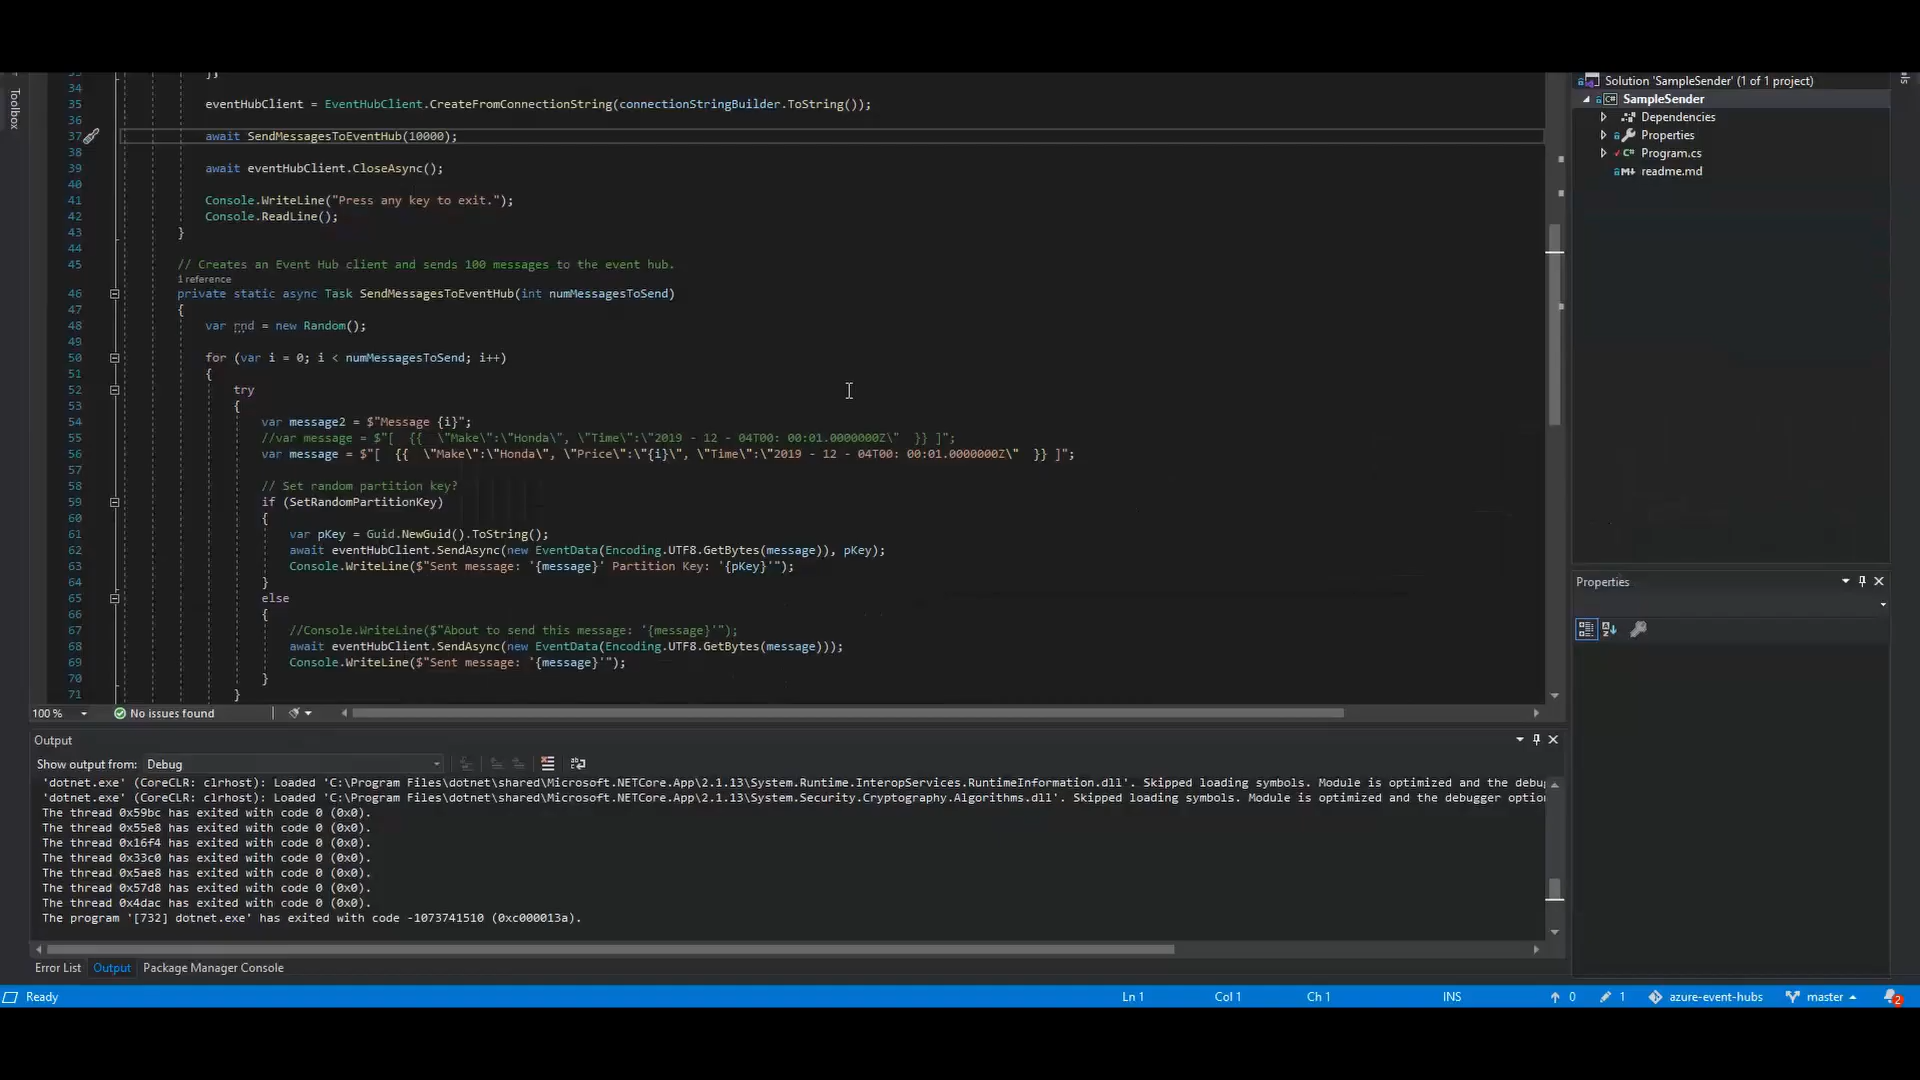 Toolbox
33 };
34
35 eventHubClient = EventHubClient.CreateFromConnectionString(connectionStringBuilder.ToString());
36
37 await SendMessagesToEventHub(10000);
38
39 await eventHubClient.CloseAsync();
40
41 Console.WriteLine("Press any key to exit.");
42 Console.ReadLine();
43 }
44
45 // Creates an Event Hub client and sends 100 messages to the event hub.
1 reference
46 private static async Task SendMessagesToEventHub(int numMessagesToSend)
47 {
48 var rnd = new Random();
49
50 for (var i = 0; i < numMessagesToSend; i++)
51 {
52 try
53 {
54 var message2 = $"Message {i}";
55 //var message = $"[  {{  \"Make\":\"Honda\", \"Time\":\"2019 - 12 - 04T00: 00:01.0000000Z\"  }} ]";
56 var message = $"[  {{  \"Make\":\"Honda\", \"Price\":\"{i}\", \"Time\":\"2019 - 12 - 04T00: 00:01.0000000Z\"  }} ]";
57
58 // Set random partition key?
59 if (SetRandomPartitionKey)
60 {
61 var pKey = Guid.NewGuid().ToString();
62 await eventHubClient.SendAsync(new EventData(Encoding.UTF8.GetBytes(message)), pKey);
63 Console.WriteLine($"Sent message: '{message}' Partition Key: '{pKey}'");
64 }
65 else
66 {
67 //Console.WriteLine($"About to send this message: '{message}'");
68 await eventHubClient.SendAsync(new EventData(Encoding.UTF8.GetBytes(message)));
69 Console.WriteLine($"Sent message: '{message}'");
70 }
71 }
100 % No issues found
Solution 'SampleSender' (1 of 1 project)
C# SampleSender
Dependencies
Properties
C# Program.cs
M+ readme.md
Properties
Output
Show output from: Debug
'dotnet.exe' (CoreCLR: clrhost): Loaded 'C:\Program Files\dotnet\shared\Microsoft.NETCore.App\2.1.13\System.Runtime.InteropServices.RuntimeInformation.dll'. Skipped loading symbols. Module is optimized and the debug
'dotnet.exe' (CoreCLR: clrhost): Loaded 'C:\Program Files\dotnet\shared\Microsoft.NETCore.App\2.1.13\System.Security.Cryptography.Algorithms.dll'. Skipped loading symbols. Module is optimized and the debugger option
The thread 0x59bc has exited with code 0 (0x0).
The thread 0x55e8 has exited with code 0 (0x0).
The thread 0x16f4 has exited with code 0 (0x0).
The thread 0x33c0 has exited with code 0 (0x0).
The thread 0x5ae8 has exited with code 0 (0x0).
The thread 0x57d8 has exited with code 0 (0x0).
The thread 0x4dac has exited with code 0 (0x0).
The program '[732] dotnet.exe' has exited with code -1073741510 (0xc000013a).
Error List Output Package Manager Console
Ready Ln 1 Col 1 Ch 1 INS 0 1 azure-event-hubs master 2